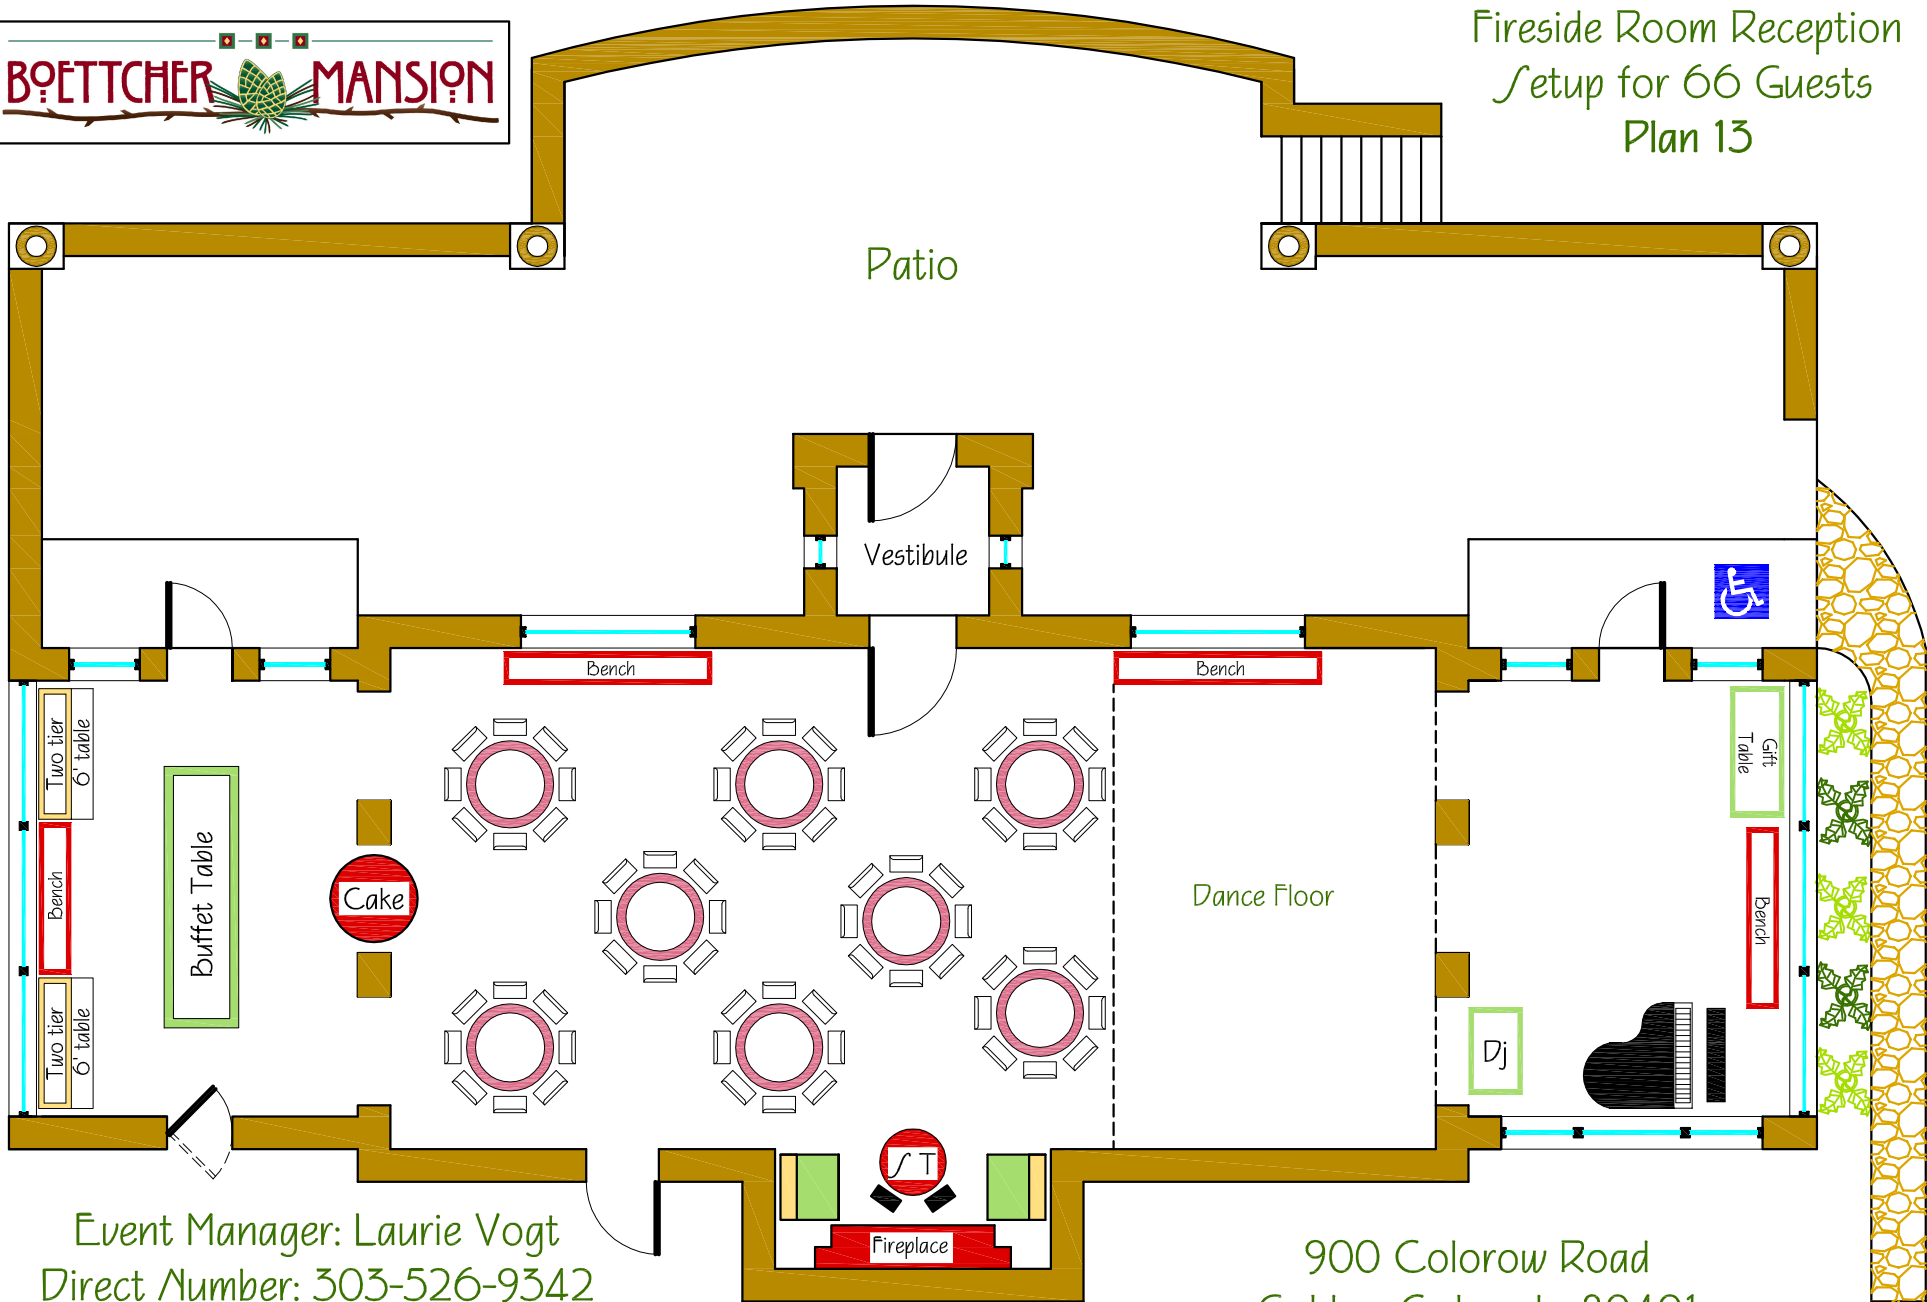 BOETTCHER MANSION
Fireside Room Reception
Setup for 66 Guests
Plan 13
Patio
Vestibule
Bench
Bench
Two tier
6' table
Gift
Table
Buffet Table
Bench
Cake
Dance Floor
Bench
Two tier
6' table
Dj
ST
Fireplace
Event Manager: Laurie Vogt
Direct Number: 303-526-9342
900 Colorow Road